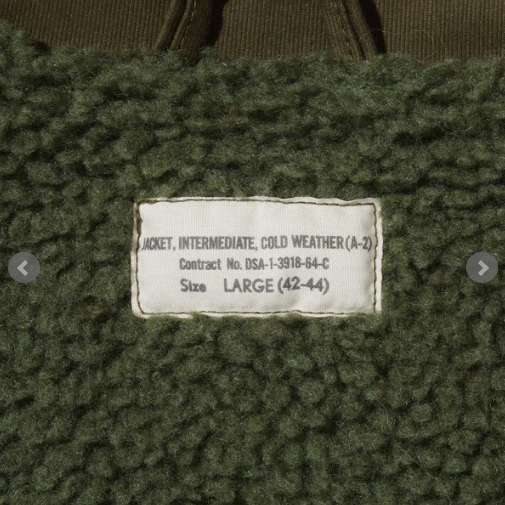 JACKET, INTERMEDIATE, COLD WEATHER (A-2)
Contract No. DSA-1-3918-64-C
Size LARGE (42-44)